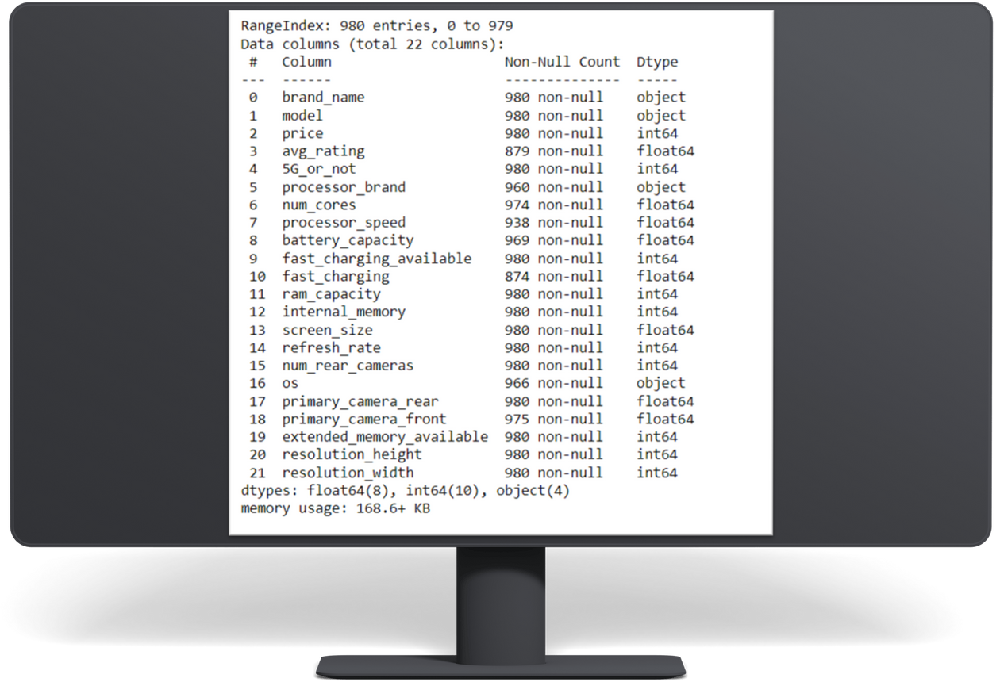 RangeIndex: 980 entries, 0 to 979
Data columns (total 22 columns):
 #   Column                     Non-Null Count  Dtype
---  ------                     --------------  -----
 0   brand_name                 980 non-null    object
 1   model                      980 non-null    object
 2   price                      980 non-null    int64
 3   avg_rating                 879 non-null    float64
 4   5G_or_not                  980 non-null    int64
 5   processor_brand            960 non-null    object
 6   num_cores                  974 non-null    float64
 7   processor_speed            938 non-null    float64
 8   battery_capacity           969 non-null    float64
 9   fast_charging_available    980 non-null    int64
 10  fast_charging              874 non-null    float64
 11  ram_capacity               980 non-null    int64
 12  internal_memory            980 non-null    int64
 13  screen_size                980 non-null    float64
 14  refresh_rate               980 non-null    int64
 15  num_rear_cameras           980 non-null    int64
 16  os                         966 non-null    object
 17  primary_camera_rear        980 non-null    float64
 18  primary_camera_front       975 non-null    float64
 19  extended_memory_available  980 non-null    int64
 20  resolution_height          980 non-null    int64
 21  resolution_width           980 non-null    int64
dtypes: float64(8), int64(10), object(4)
memory usage: 168.6+ KB